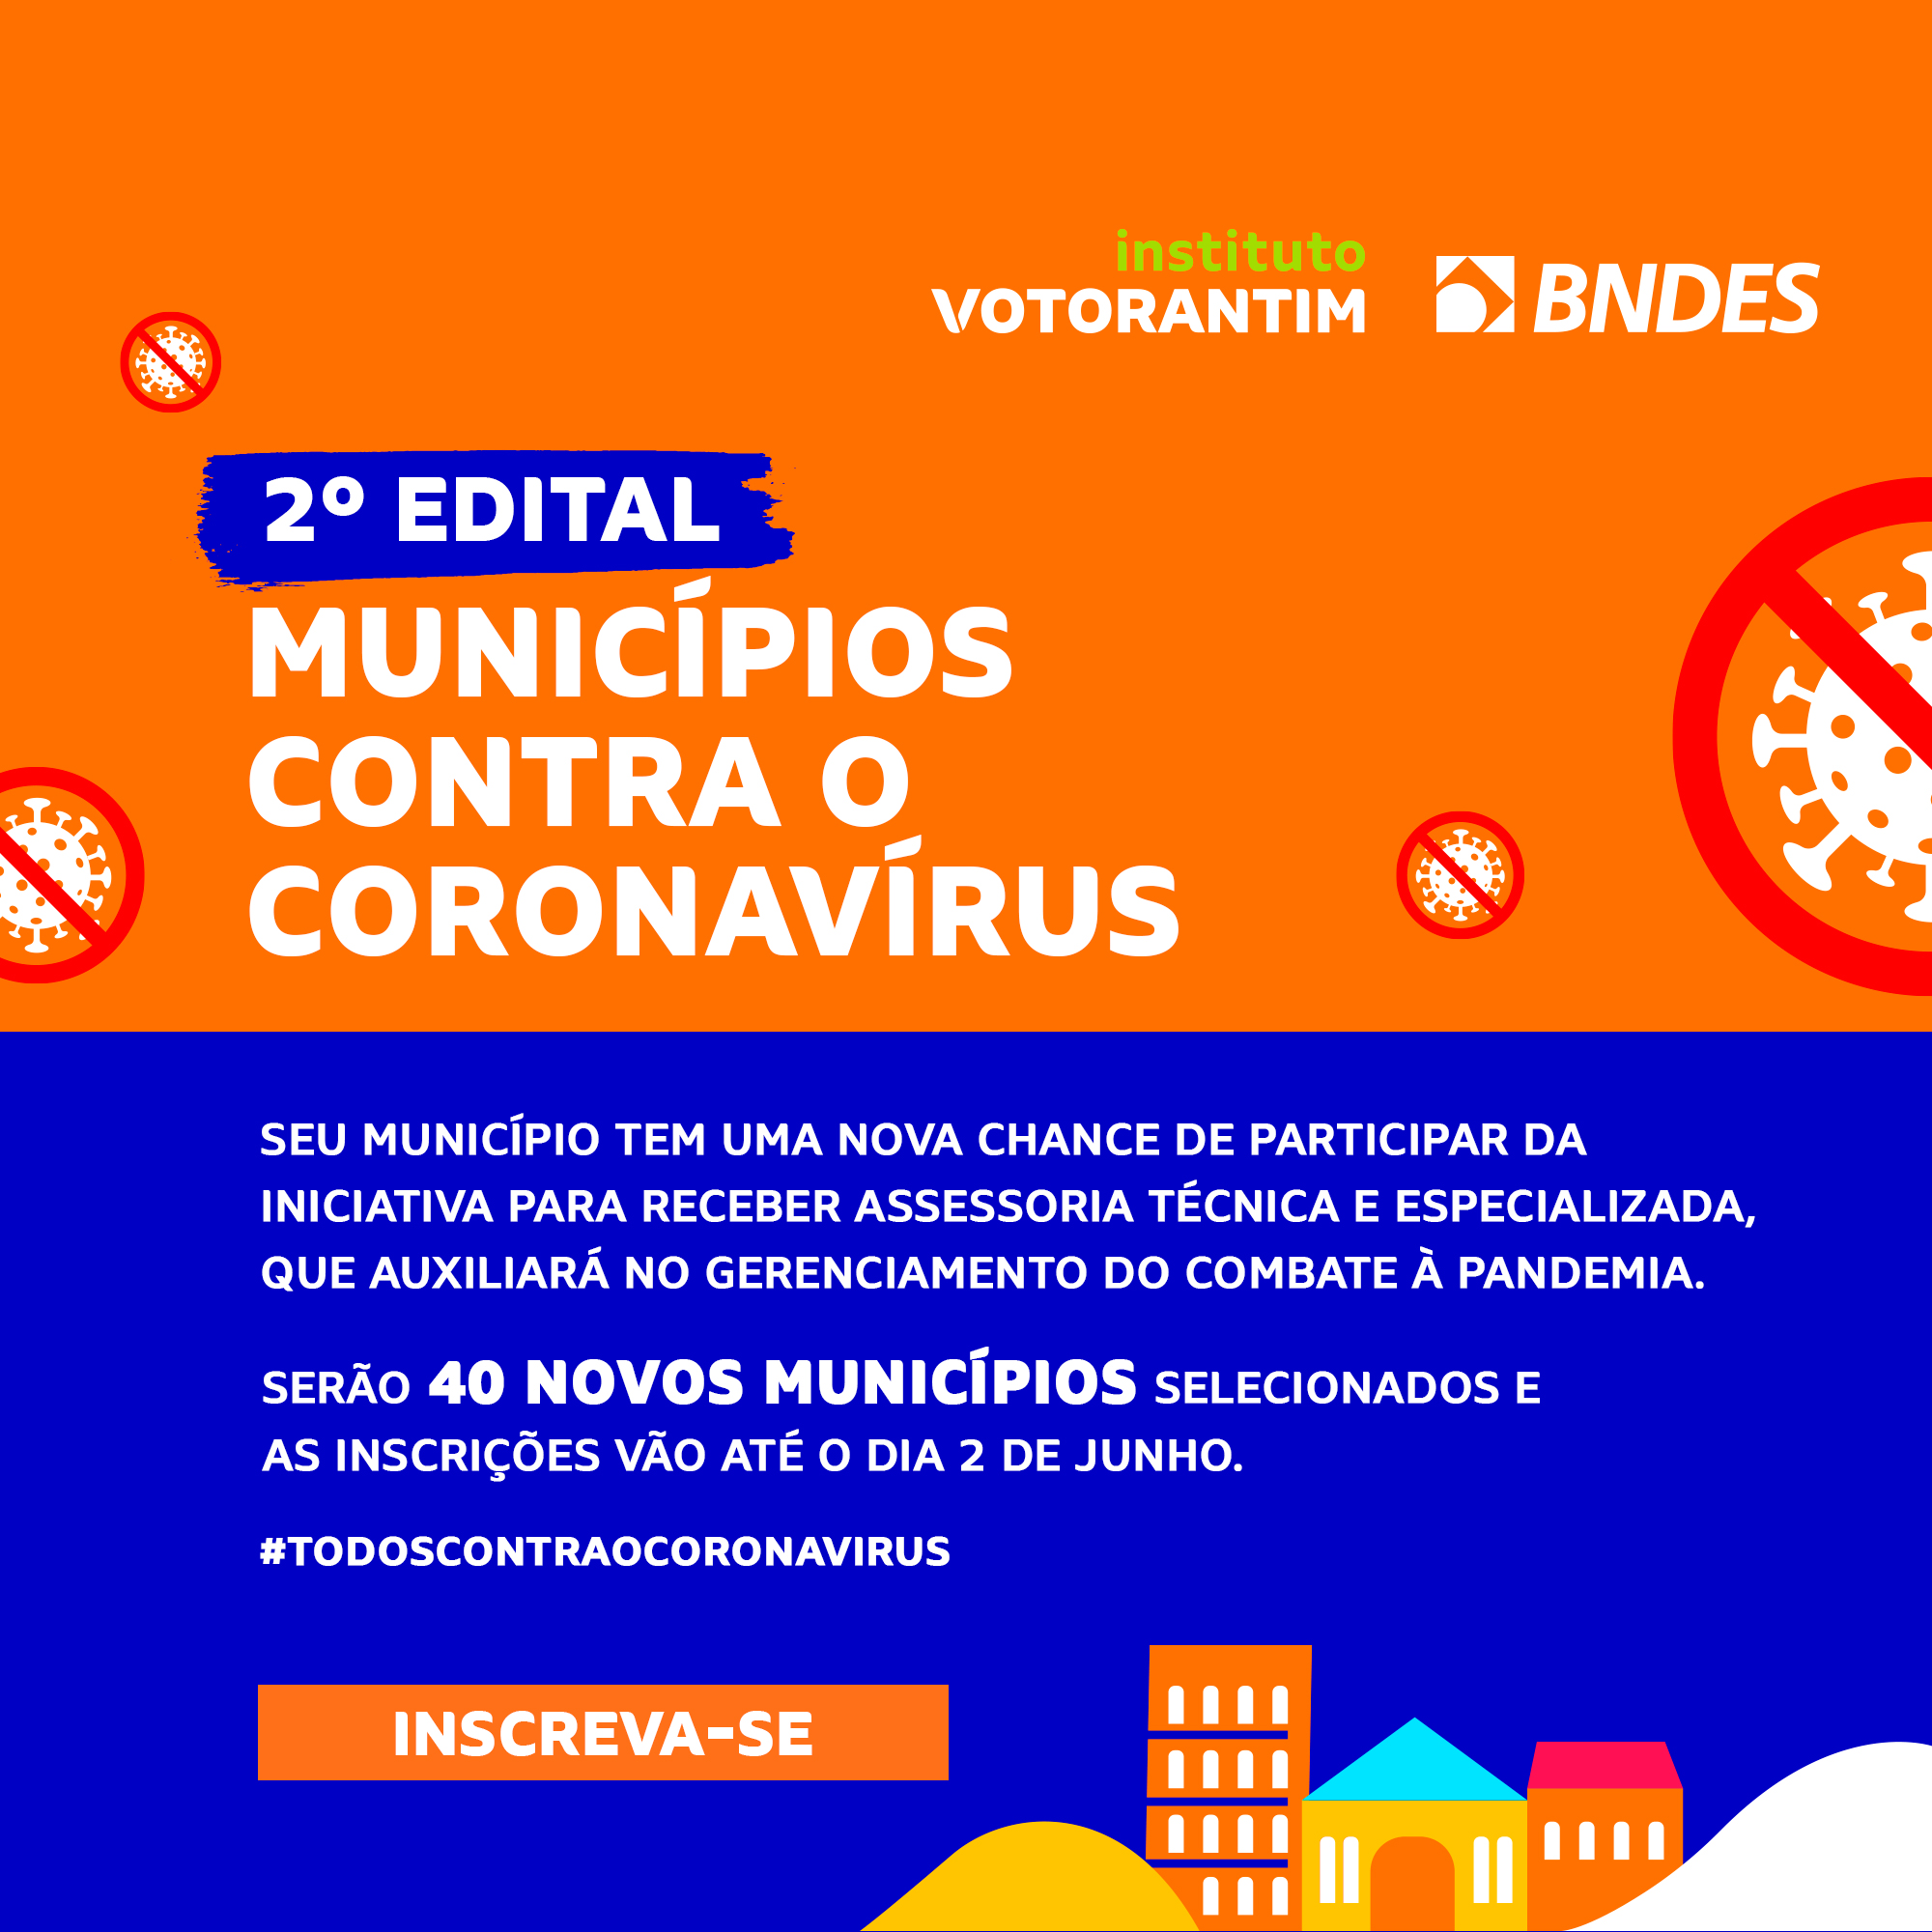 instituto
VOTORANTIM
BNDES
2º EDITAL
MUNICÍPIOS
CONTRA O
CORONAVÍRUS
SEU MUNICÍPIO TEM UMA NOVA CHANCE DE PARTICIPAR DA
INICIATIVA PARA RECEBER ASSESSORIA TÉCNICA E ESPECIALIZADA,
QUE AUXILIARÁ NO GERENCIAMENTO DO COMBATE À PANDEMIA.
SERÃO 40 NOVOS MUNICÍPIOS SELECIONADOS E
AS INSCRIÇÕES VÃO ATÉ O DIA 2 DE JUNHO.
#TODOSCONTRAOCORONAVIRUS
INSCREVA-SE